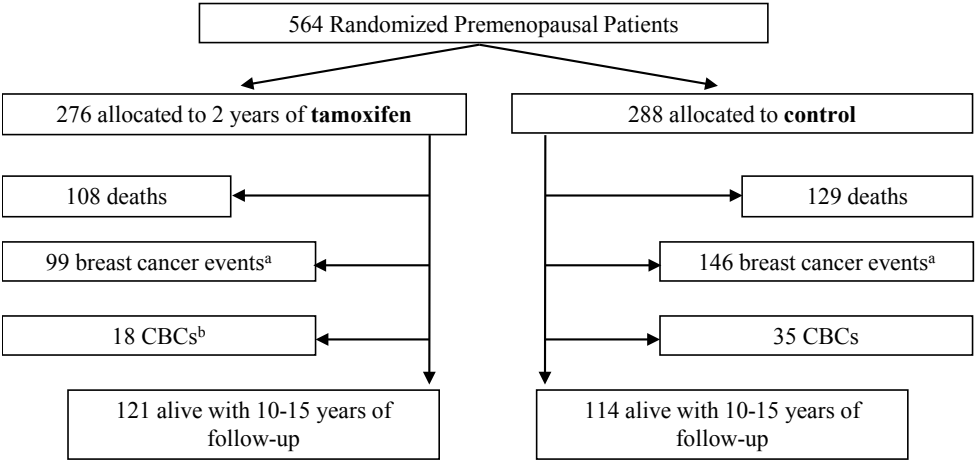 564 Randomized Premenopausal Patients
276 allocated to 2 years of tamoxifen
288 allocated to control
108 deaths
129 deaths
99 breast cancer eventsᵃ
146 breast cancer eventsᵃ
18 CBCsᵇ
35 CBCs
121 alive with 10-15 years of
follow-up
114 alive with 10-15 years of
follow-up